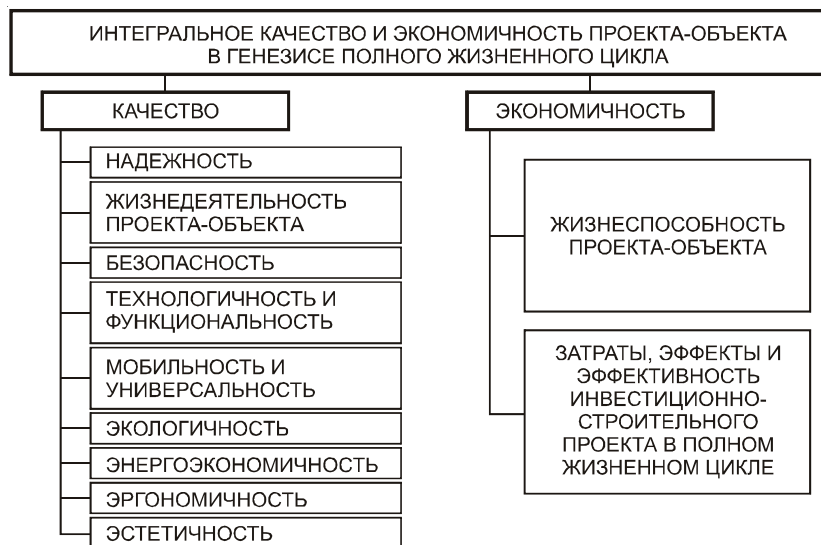 ИНТЕГРАЛЬНОЕ КАЧЕСТВО И ЭКОНОМИЧНОСТЬ ПРОЕКТА-ОБЪЕКТА
В ГЕНЕЗИСЕ ПОЛНОГО ЖИЗНЕННОГО ЦИКЛА
КАЧЕСТВО
НАДЕЖНОСТЬ
ЖИЗНЕДЕЯТЕЛЬНОСТЬ
ПРОЕКТА-ОБЪЕКТА
БЕЗОПАСНОСТЬ
ТЕХНОЛОГИЧНОСТЬ И
ФУНКЦИОНАЛЬНОСТЬ
МОБИЛЬНОСТЬ И
УНИВЕРСАЛЬНОСТЬ
ЭКОЛОГИЧНОСТЬ
ЭНЕРГОЭКОНОМИЧНОСТЬ
ЭРГОНОМИЧНОСТЬ
ЭСТЕТИЧНОСТЬ
ЭКОНОМИЧНОСТЬ
ЖИЗНЕСПОСОБНОСТЬ
ПРОЕКТА-ОБЪЕКТА
ЗАТРАТЫ, ЭФФЕКТЫ И
ЭФФЕКТИВНОСТЬ
ИНВЕСТИЦИОННО-
СТРОИТЕЛЬНОГО
ПРОЕКТА В ПОЛНОМ
ЖИЗНЕННОМ ЦИКЛЕ